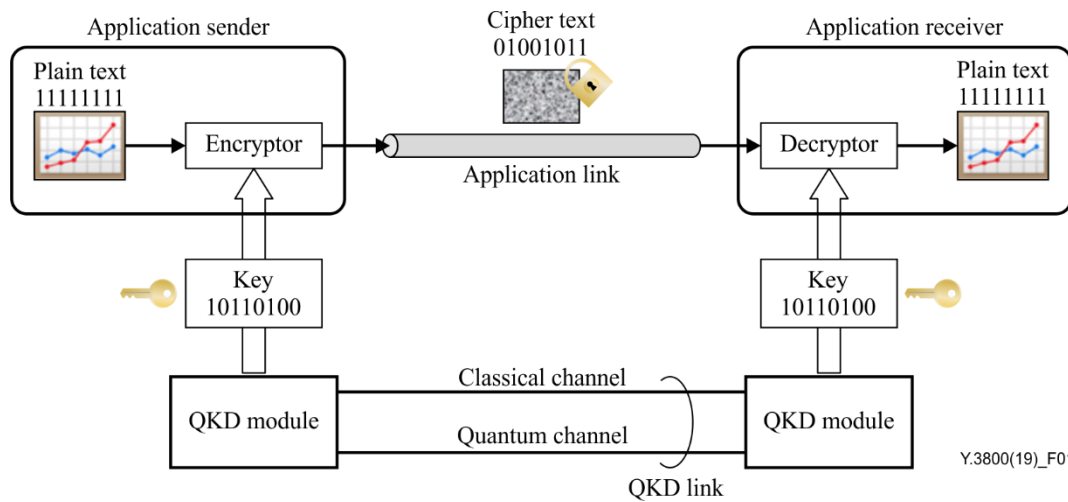 Application sender
Plain text
11111111
Encryptor
Cipher text
01001011
Application link
Application receiver
Plain text
11111111
Decryptor
Key
10110100
Key
10110100
QKD module
Classical channel
Quantum channel
QKD link
QKD module
Y.3800(19)_F01